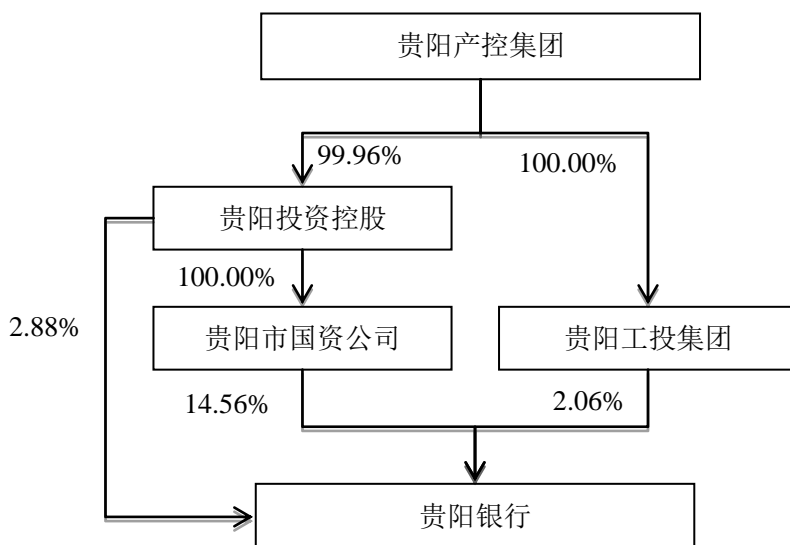 贵阳产控集团
99.96%
100.00%
贵阳投资控股
100.00%
2.88%
贵阳市国资公司
贵阳工投集团
14.56%
2.06%
贵阳银行